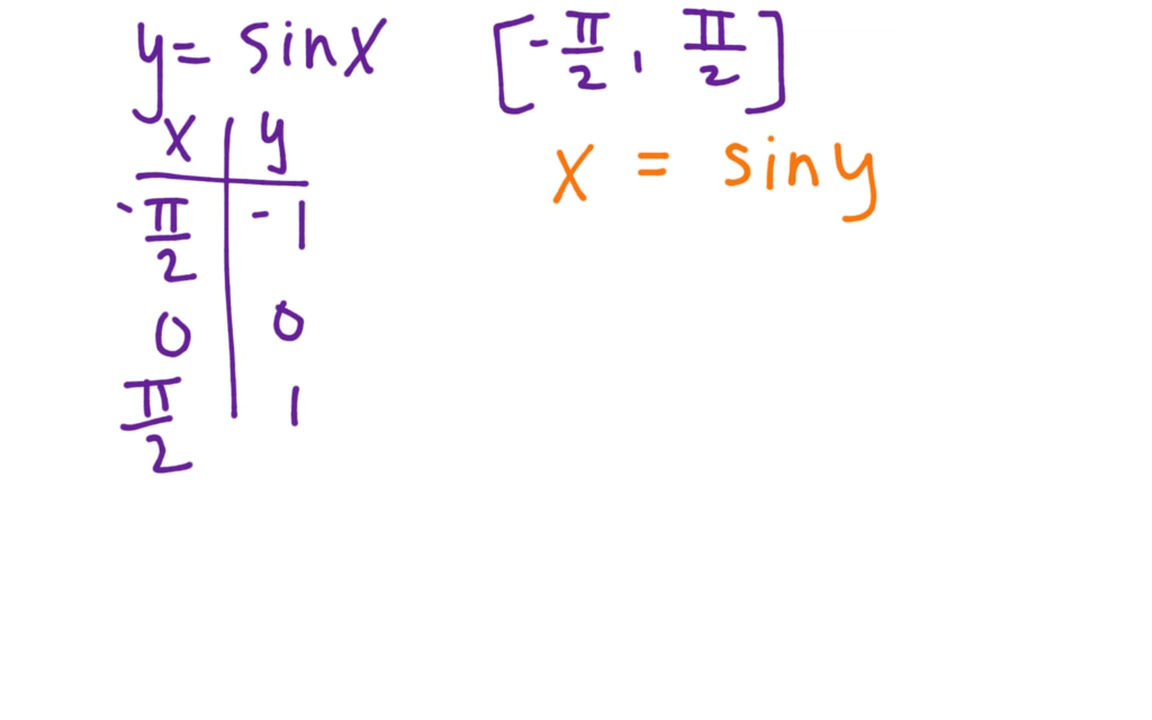 y = sinx [-π/2, π/2]
x | y
x = siny
-π/2 | -1
0 | 0
π/2 | 1